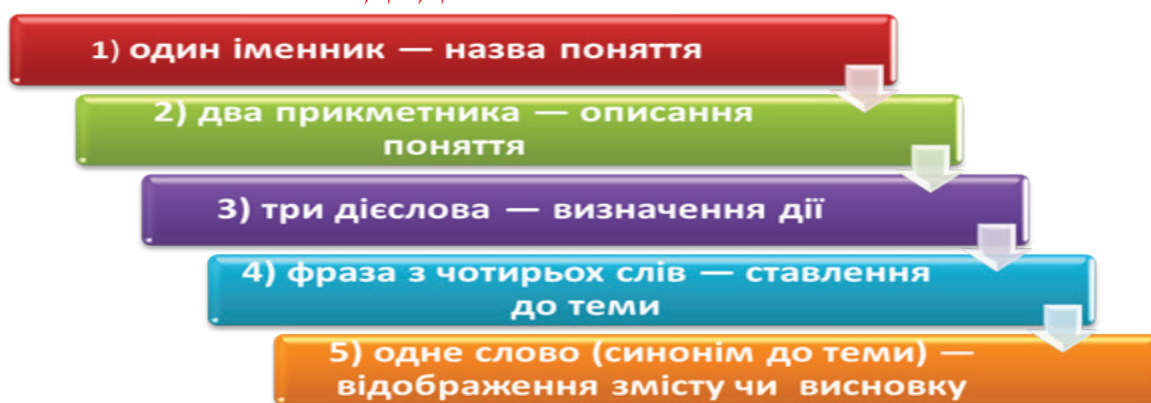 1) один іменник — назва поняття
2) два прикметника — описання
поняття
3) три дієслова — визначення дії
4) фраза з чотирьох слів — ставлення
до теми
5) одне слово (синонім до теми) —
відображення змісту чи висновку